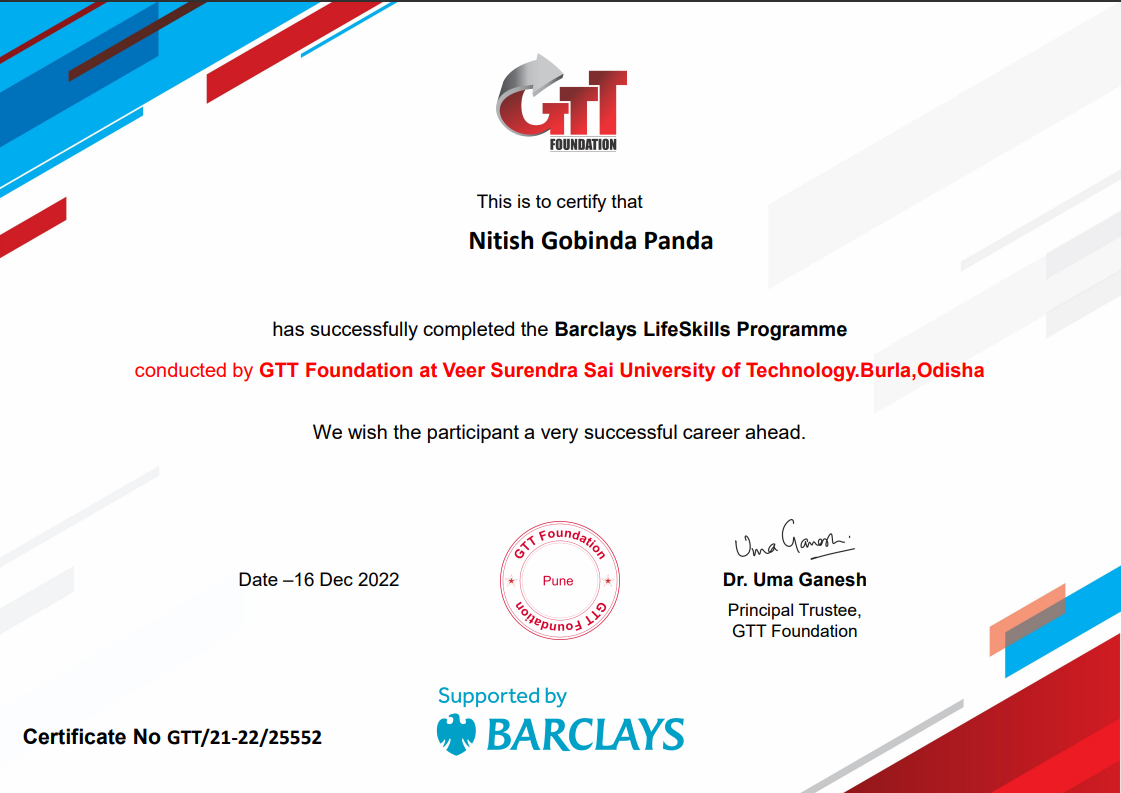 GTT
FOUNDATION
This is to certify that
Nitish Gobinda Panda
has successfully completed the Barclays LifeSkills Programme
conducted by GTT Foundation at Veer Surendra Sai University of Technology.Burla,Odisha
We wish the participant a very successful career ahead.
Date –16 Dec 2022
GTT Foundation
Pune
GTT Foundation
Uma Ganesh
Dr. Uma Ganesh
Principal Trustee,
GTT Foundation
Supported by
BARCLAYS
Certificate No GTT/21-22/25552